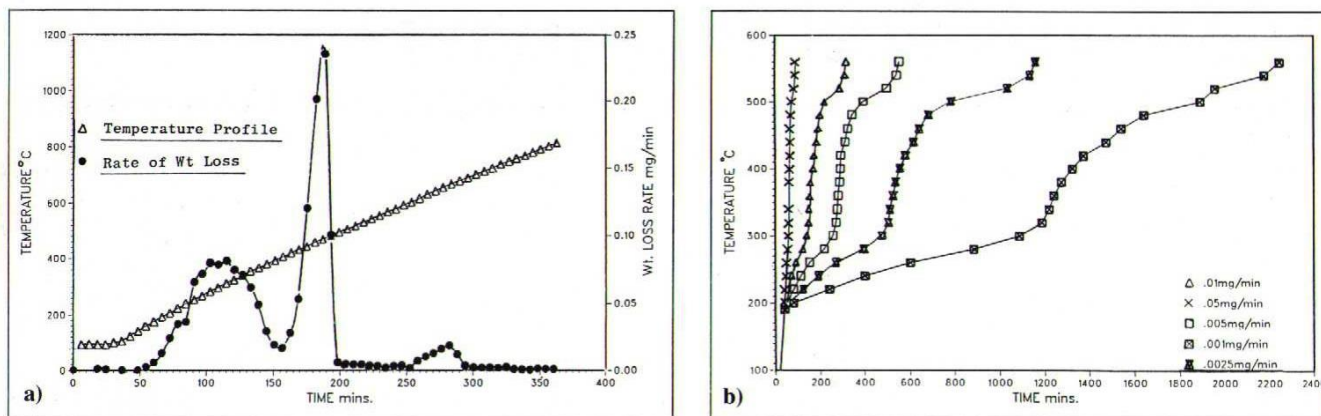 1200
1000
800
600
400
200
0
TEMPERATURE°C
Temperature Profile
Rate of Wt Loss
0.25
0.20
0.15
0.10
0.05
0.00
Wt. LOSS RATE mg/min
0 50 100 150 200 250 300 350 400
TIME mins.
a)
600
500
400
300
200
100
TEMPERATURE °C
.01mg/min
.05mg/min
.005mg/min
.001mg/min
.0025mg/min
0 200 400 600 800 1000 1200 1400 1600 1800 2000 2200 2400
TIME mins.
b)